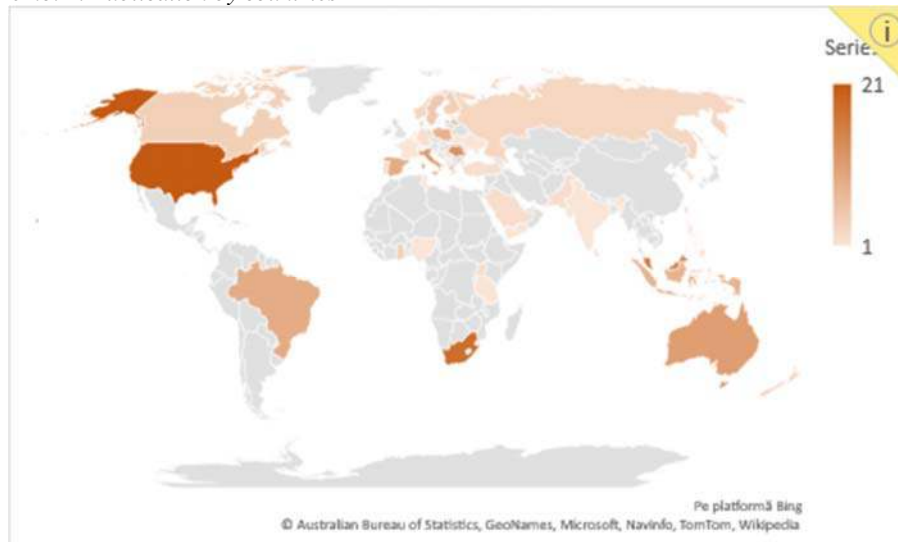 i
Serie
21
1
Pe platformă Bing
© Australian Bureau of Statistics, GeoNames, Microsoft, Navinfo, TomTom, Wikipedia